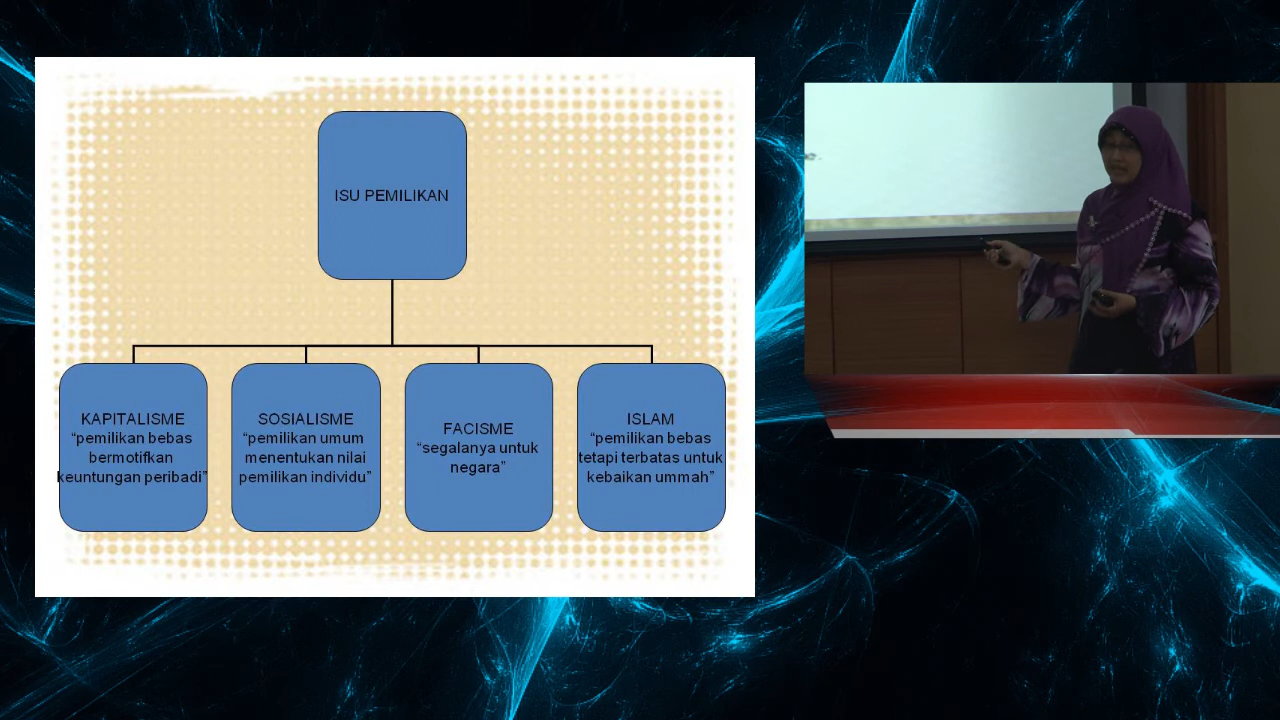 ISU PEMILIKAN
KAPITALISME
“pemilikan bebas
bermotifkan
keuntungan peribadi”
SOSIALISME
“pemilikan umum
menentukan nilai
pemilikan individu”
FACISME
“segalanya untuk
negara”
ISLAM
“pemilikan bebas
tetapi terbatas untuk
kebaikan ummah”